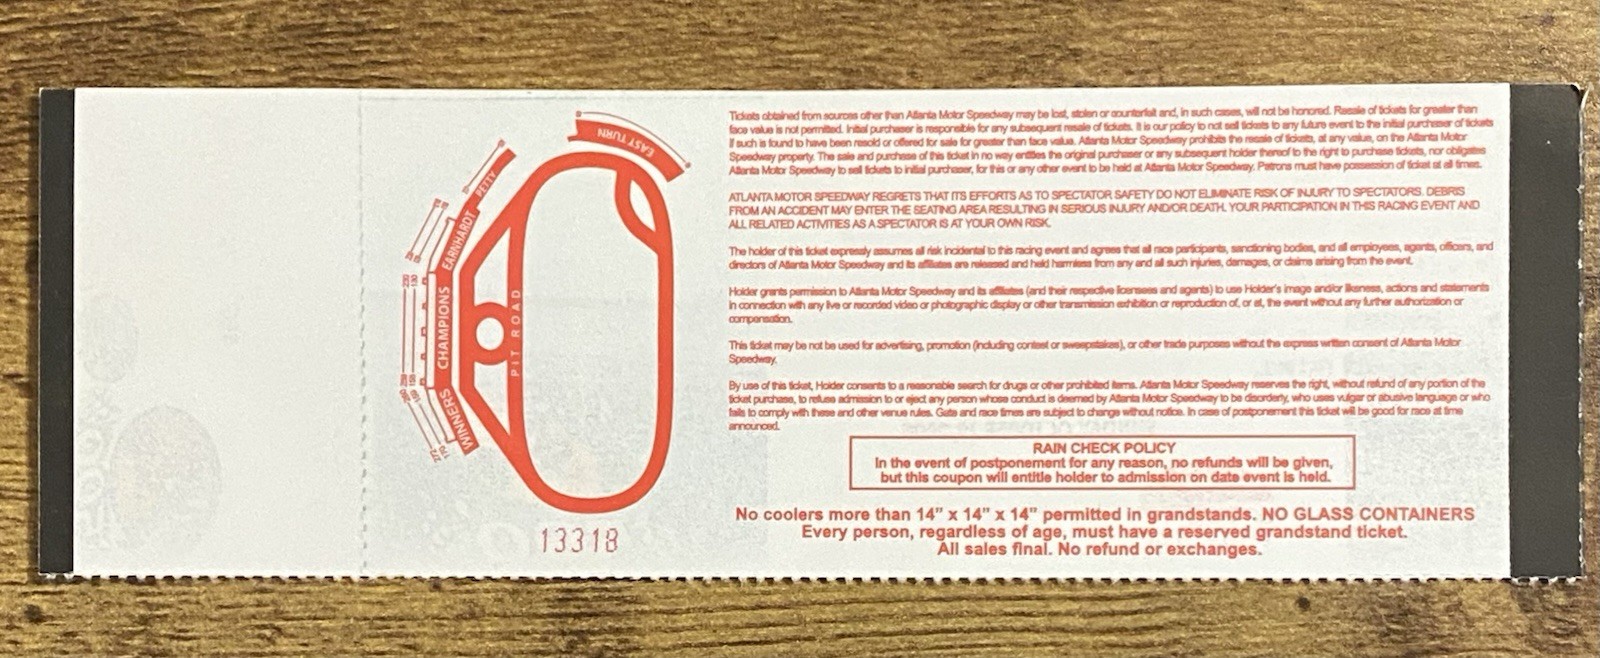 EAST TURN
PETTY
EARNHARDT
CHAMPIONS
WINNERS
PIT ROAD
13318
Tickets obtained from sources other than Atlanta Motor Speedway may be lost, stolen or counterfeit and, in such cases, will not be honored. Resale of tickets for greater than
face value is not permitted. Initial purchaser is responsible for any subsequent resale of tickets. It is our policy to not sell tickets to any future event to the initial purchaser of tickets
if such is found to have been resold or offered for sale for greater than face value. Atlanta Motor Speedway prohibits the resale of tickets, at any value, on the Atlanta Motor
Speedway property. The sale and purchase of this ticket in no way entitles the original purchaser or any subsequent holder thereof to the right to purchase tickets, nor obligates
Atlanta Motor Speedway to sell tickets to initial purchaser, for this or any other event to be held at Atlanta Motor Speedway. Patrons must have possession of ticket at all times.
ATLANTA MOTOR SPEEDWAY REGRETS THAT ITS EFFORTS AS TO SPECTATOR SAFETY DO NOT ELIMINATE RISK OF INJURY TO SPECTATORS. DEBRIS
FROM AN ACCIDENT MAY ENTER THE SEATING AREA RESULTING IN SERIOUS INJURY AND/OR DEATH. YOUR PARTICIPATION IN THIS RACING EVENT AND
ALL RELATED ACTIVITIES AS A SPECTATOR IS AT YOUR OWN RISK.
The holder of this ticket expressly assumes all risk incidental to this racing event and agrees that all race participants, sanctioning bodies, and all employees, agents, officers, and
directors of Atlanta Motor Speedway and its affiliates are released and held harmless from any and all such injuries, damages, or claims arising from the event.
Holder grants permission to Atlanta Motor Speedway and its affiliates (and their respective licensees and agents) to use Holder's image and/or likeness, actions and statements
in connection with any live or recorded video or photographic display or other transmission exhibition or reproduction of, or at, the event without any further authorization or
compensation.
This ticket may be not be used for advertising, promotion (including contest or sweepstakes), or other trade purposes without the express written consent of Atlanta Motor
Speedway.
By use of this ticket, Holder consents to a reasonable search for drugs or other prohibited items. Atlanta Motor Speedway reserves the right, without refund of any portion of the
ticket purchase, to refuse admission to or eject any person whose conduct is deemed by Atlanta Motor Speedway to be disorderly, who uses vulgar or abusive language or who
fails to comply with these and other venue rules. Gate and race times are subject to change without notice. In case of postponement this ticket will be good for race at time
announced.
RAIN CHECK POLICY
In the event of postponement for any reason, no refunds will be given,
but this coupon will entitle holder to admission on date event is held.
No coolers more than 14" x 14" x 14" permitted in grandstands. NO GLASS CONTAINERS
Every person, regardless of age, must have a reserved grandstand ticket.
All sales final. No refund or exchanges.